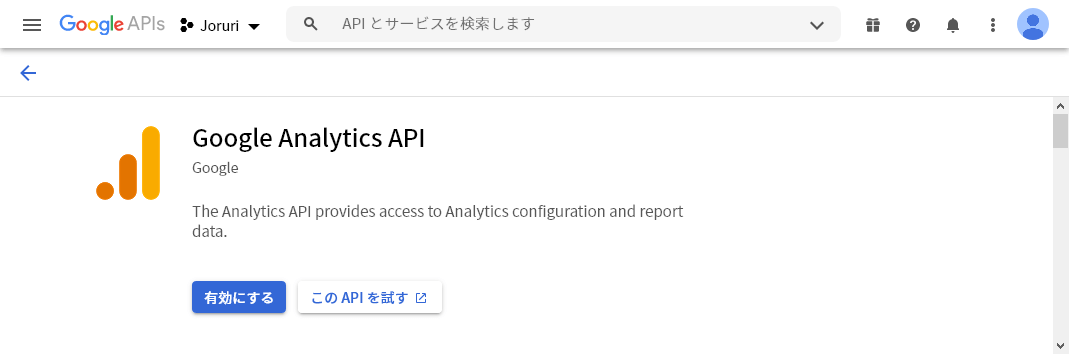 Google APIs
Joruri
API とサービスを検索します
Google Analytics API
Google
The Analytics API provides access to Analytics configuration and report
data.
有効にする
この API を試す